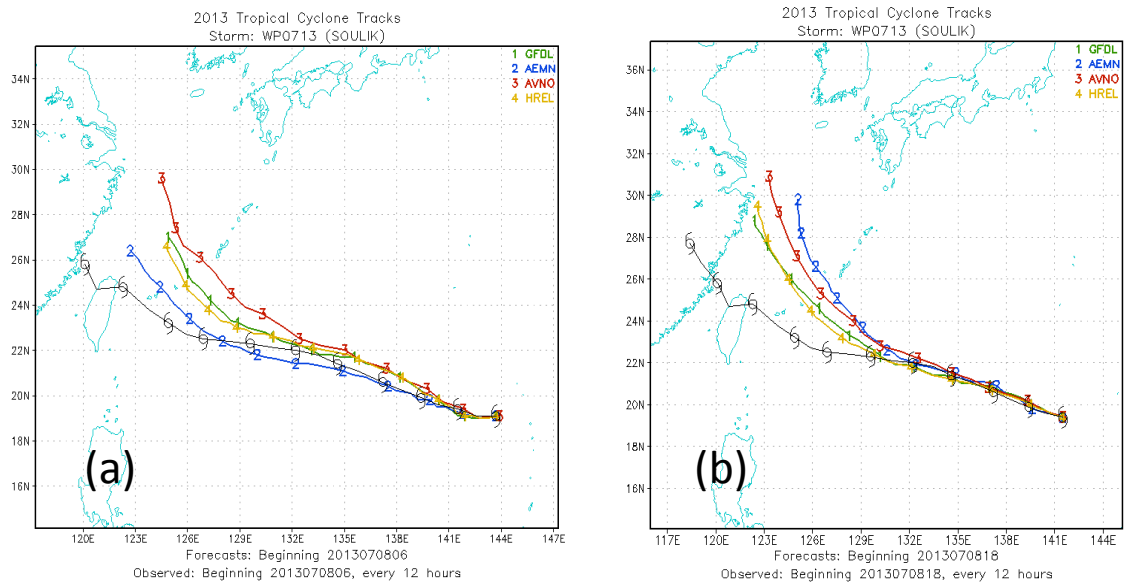 2013 Tropical Cyclone Tracks
Storm: WP0713 (SOULIK)
1 GFDL
2 AEMN
3 AVNO
4 HREL
34N
32N
30N
28N
26N
24N
22N
20N
18N
16N
(a)
120E 123E 126E 129E 132E 135E 138E 141E 144E 147E
Forecasts: Beginning 2013070806
Observed: Beginning 2013070806, every 12 hours
2013 Tropical Cyclone Tracks
Storm: WP0713 (SOULIK)
1 GFDL
2 AEMN
3 AVNO
4 HREL
36N
34N
32N
30N
28N
26N
24N
22N
20N
18N
16N
(b)
117E 120E 123E 126E 129E 132E 135E 138E 141E 144E
Forecasts: Beginning 2013070818
Observed: Beginning 2013070818, every 12 hours